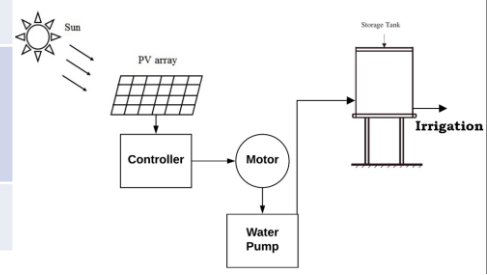 Sun
PV array
Controller
Motor
Water
Pump
Storage Tank
Irrigation